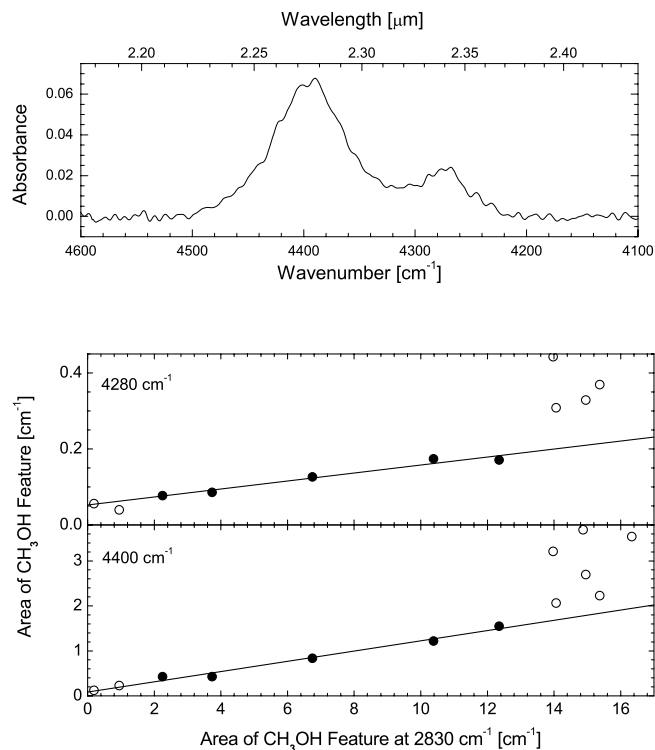 Wavelength [μm]
2.20 2.26 2.30 2.35 2.40
Absorbance
0.06
0.04
0.02
0.00
4600 4500 4400 4300 4200 4100
Wavenumber [cm⁻¹]
Area of CH₃OH Feature [cm⁻¹]
0.4
4280 cm⁻¹
0.2
0.0
4400 cm⁻¹
3
2
1
0
0 2 4 6 8 10 12 14 16
Area of CH₃OH Feature at 2830 cm⁻¹ [cm⁻¹]